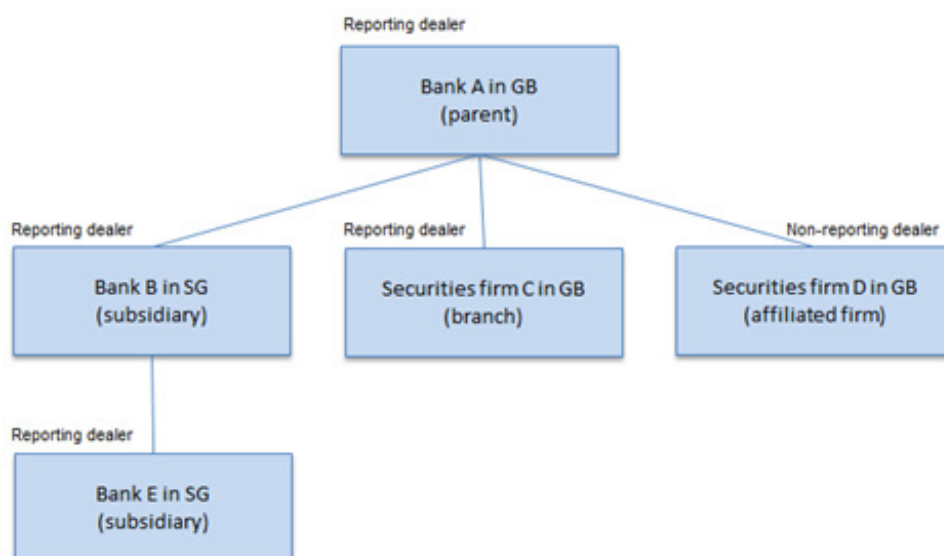 Reporting dealer
Bank A in GB
(parent)
Reporting dealer
Bank B in SG
(subsidiary)
Reporting dealer
Securities firm C in GB
(branch)
Non-reporting dealer
Securities firm D in GB
(affiliated firm)
Reporting dealer
Bank E in SG
(subsidiary)